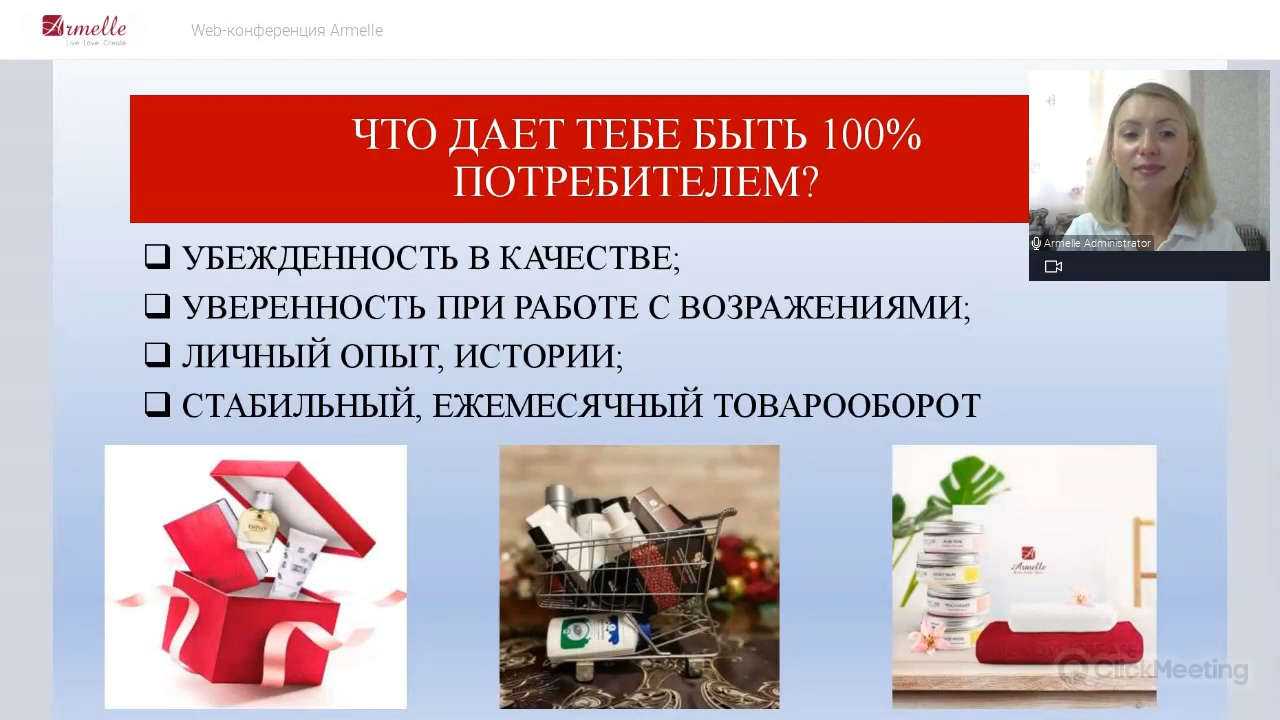 Armelle
Live Love Create
Web-конференция Armelle
ЧТО ДАЕТ ТЕБЕ БЫТЬ 100%
ПОТРЕБИТЕЛЕМ?
Armelle Administrator
❑ УБЕЖДЕННОСТЬ В КАЧЕСТВЕ;
❑ УВЕРЕННОСТЬ ПРИ РАБОТЕ С ВОЗРАЖЕНИЯМИ;
❑ ЛИЧНЫЙ ОПЫТ, ИСТОРИИ;
❑ СТАБИЛЬНЫЙ, ЕЖЕМЕСЯЧНЫЙ ТОВАРООБОРОТ
Armelle
ClickMeeting